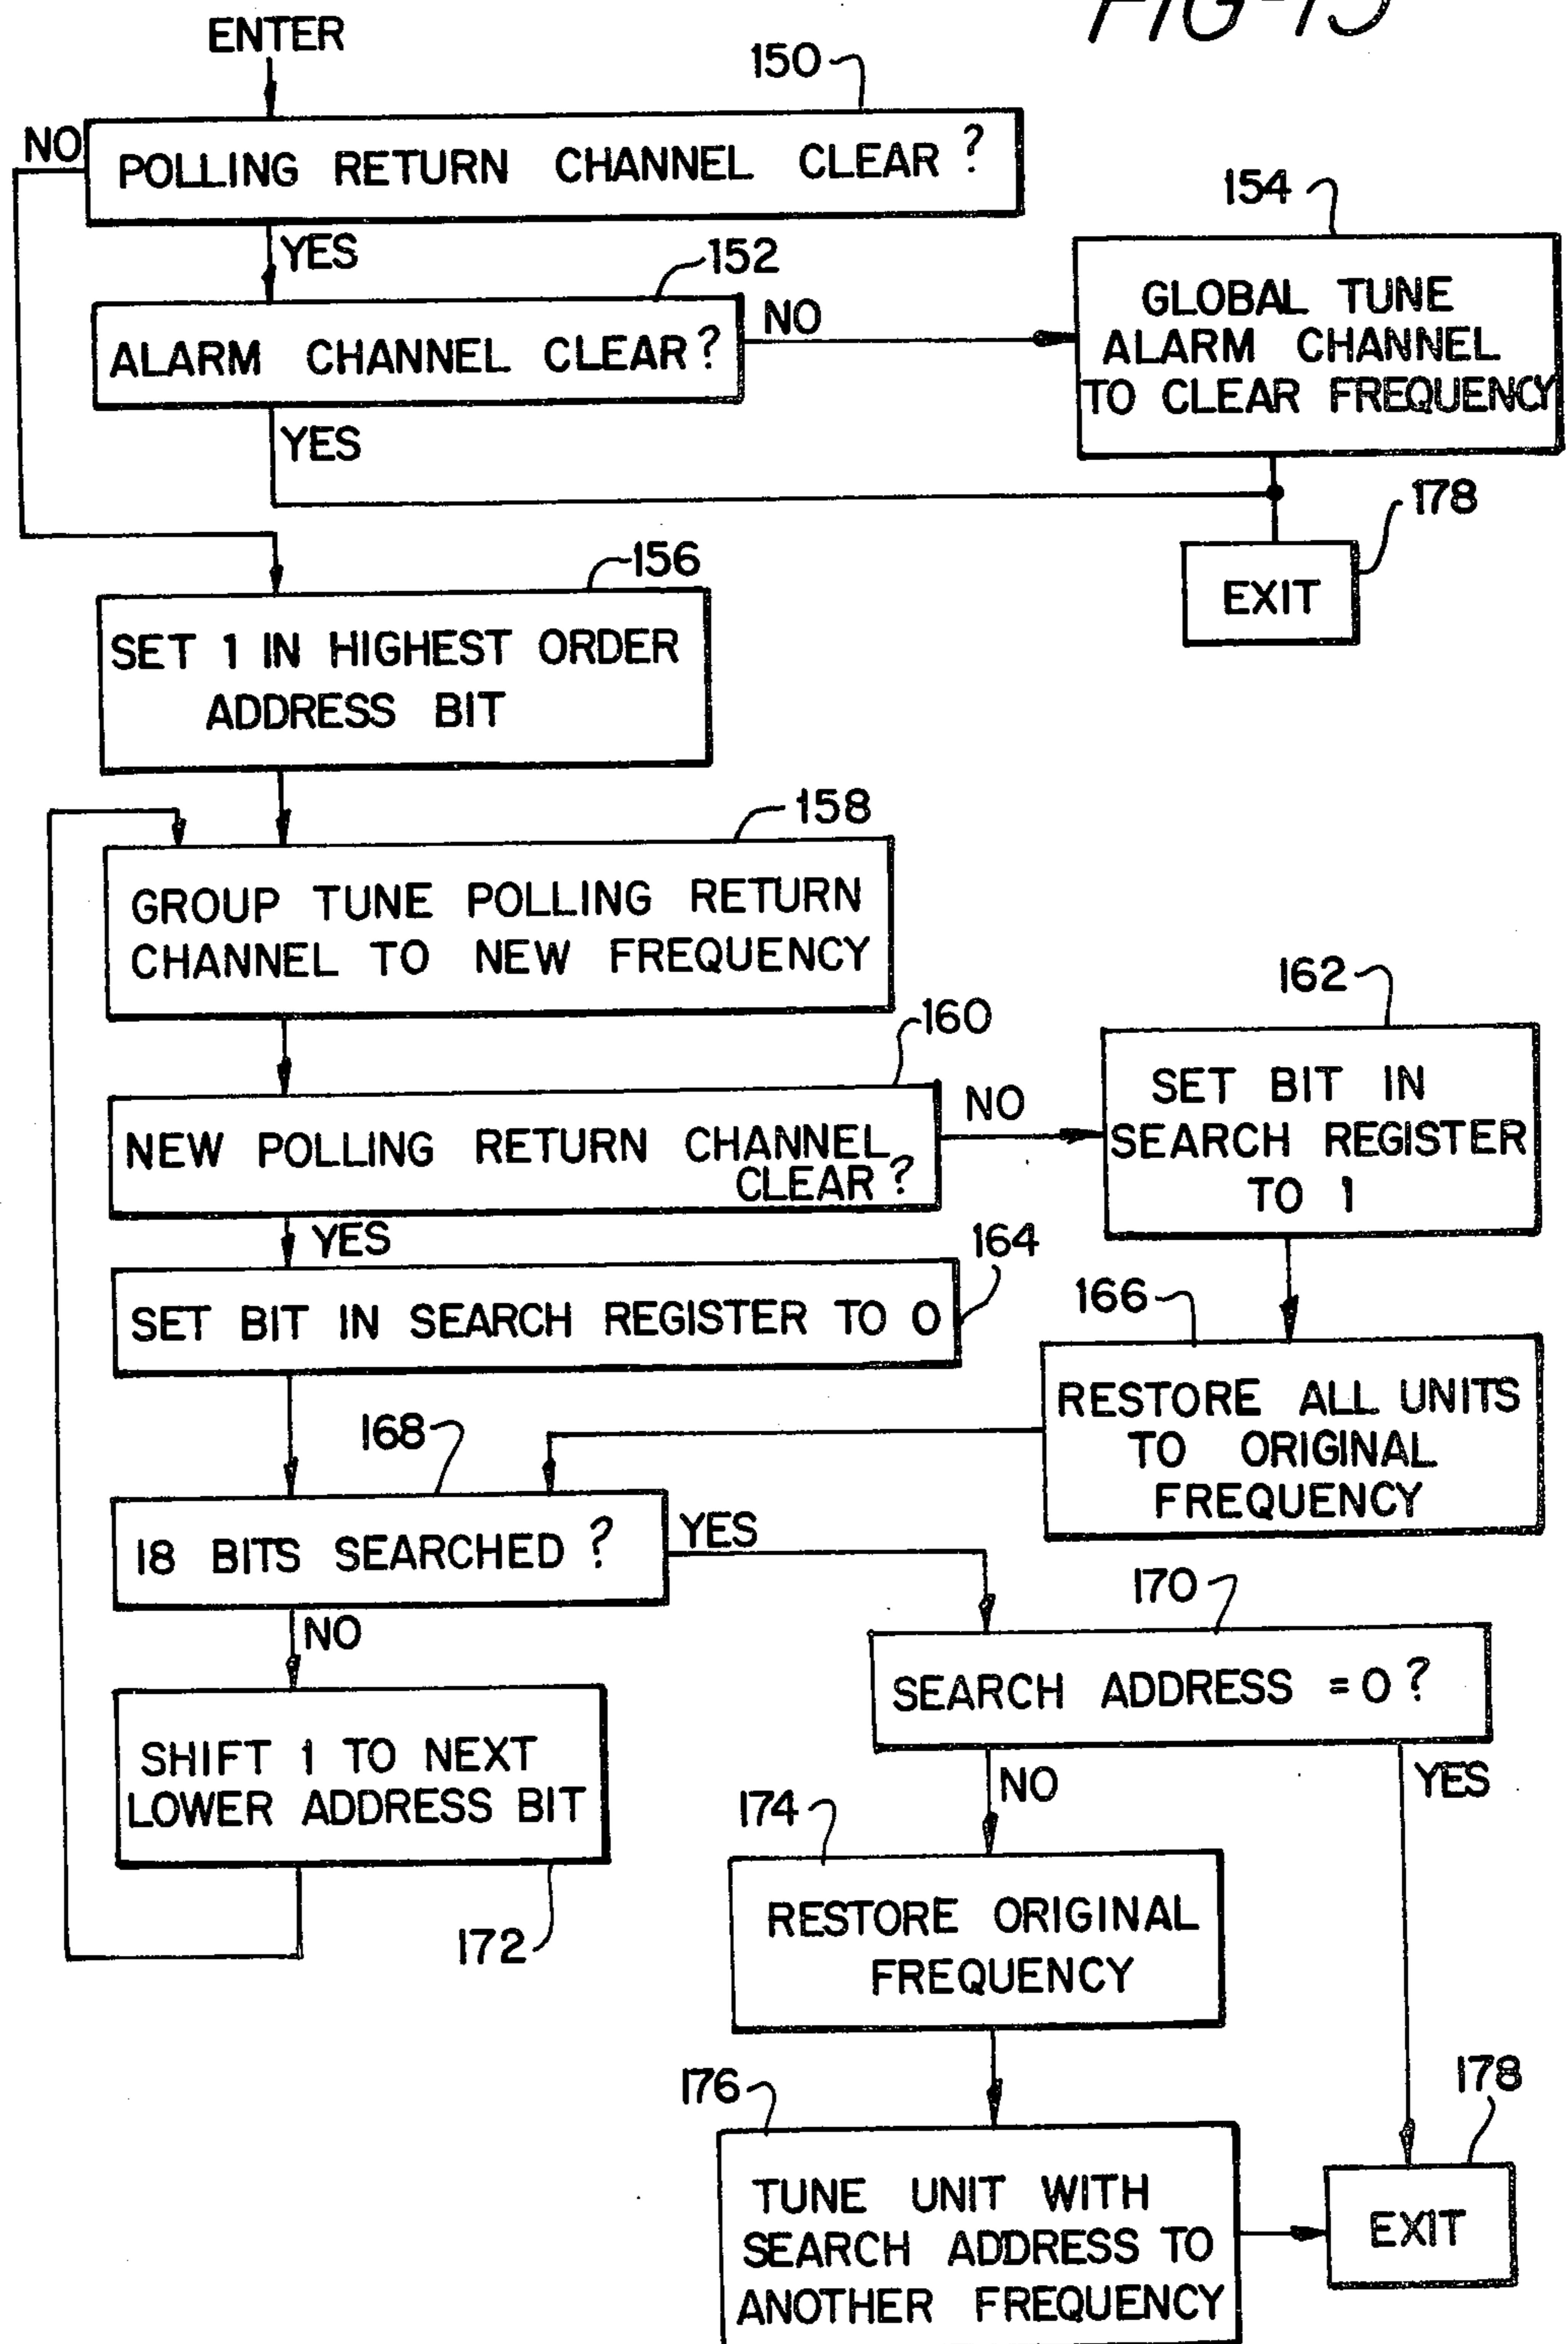 FIG-15
ENTER
150
NO
POLLING RETURN CHANNEL CLEAR ?
154
YES
152
GLOBAL TUNE
ALARM CHANNEL
TO CLEAR FREQUENCY
NO
ALARM CHANNEL CLEAR ?
YES
178
EXIT
156
SET 1 IN HIGHEST ORDER
ADDRESS BIT
158
GROUP TUNE POLLING RETURN
CHANNEL TO NEW FREQUENCY
160
162
NO
SET BIT IN
SEARCH REGISTER
TO 1
NEW POLLING RETURN CHANNEL
CLEAR ?
YES
164
SET BIT IN SEARCH REGISTER TO 0
166
RESTORE ALL UNITS
TO ORIGINAL
FREQUENCY
168
18 BITS SEARCHED ?
YES
170
NO
SEARCH ADDRESS = 0 ?
SHIFT 1 TO NEXT
LOWER ADDRESS BIT
NO
YES
174
172
RESTORE ORIGINAL
FREQUENCY
176
178
TUNE UNIT WITH
SEARCH ADDRESS TO
ANOTHER FREQUENCY
EXIT